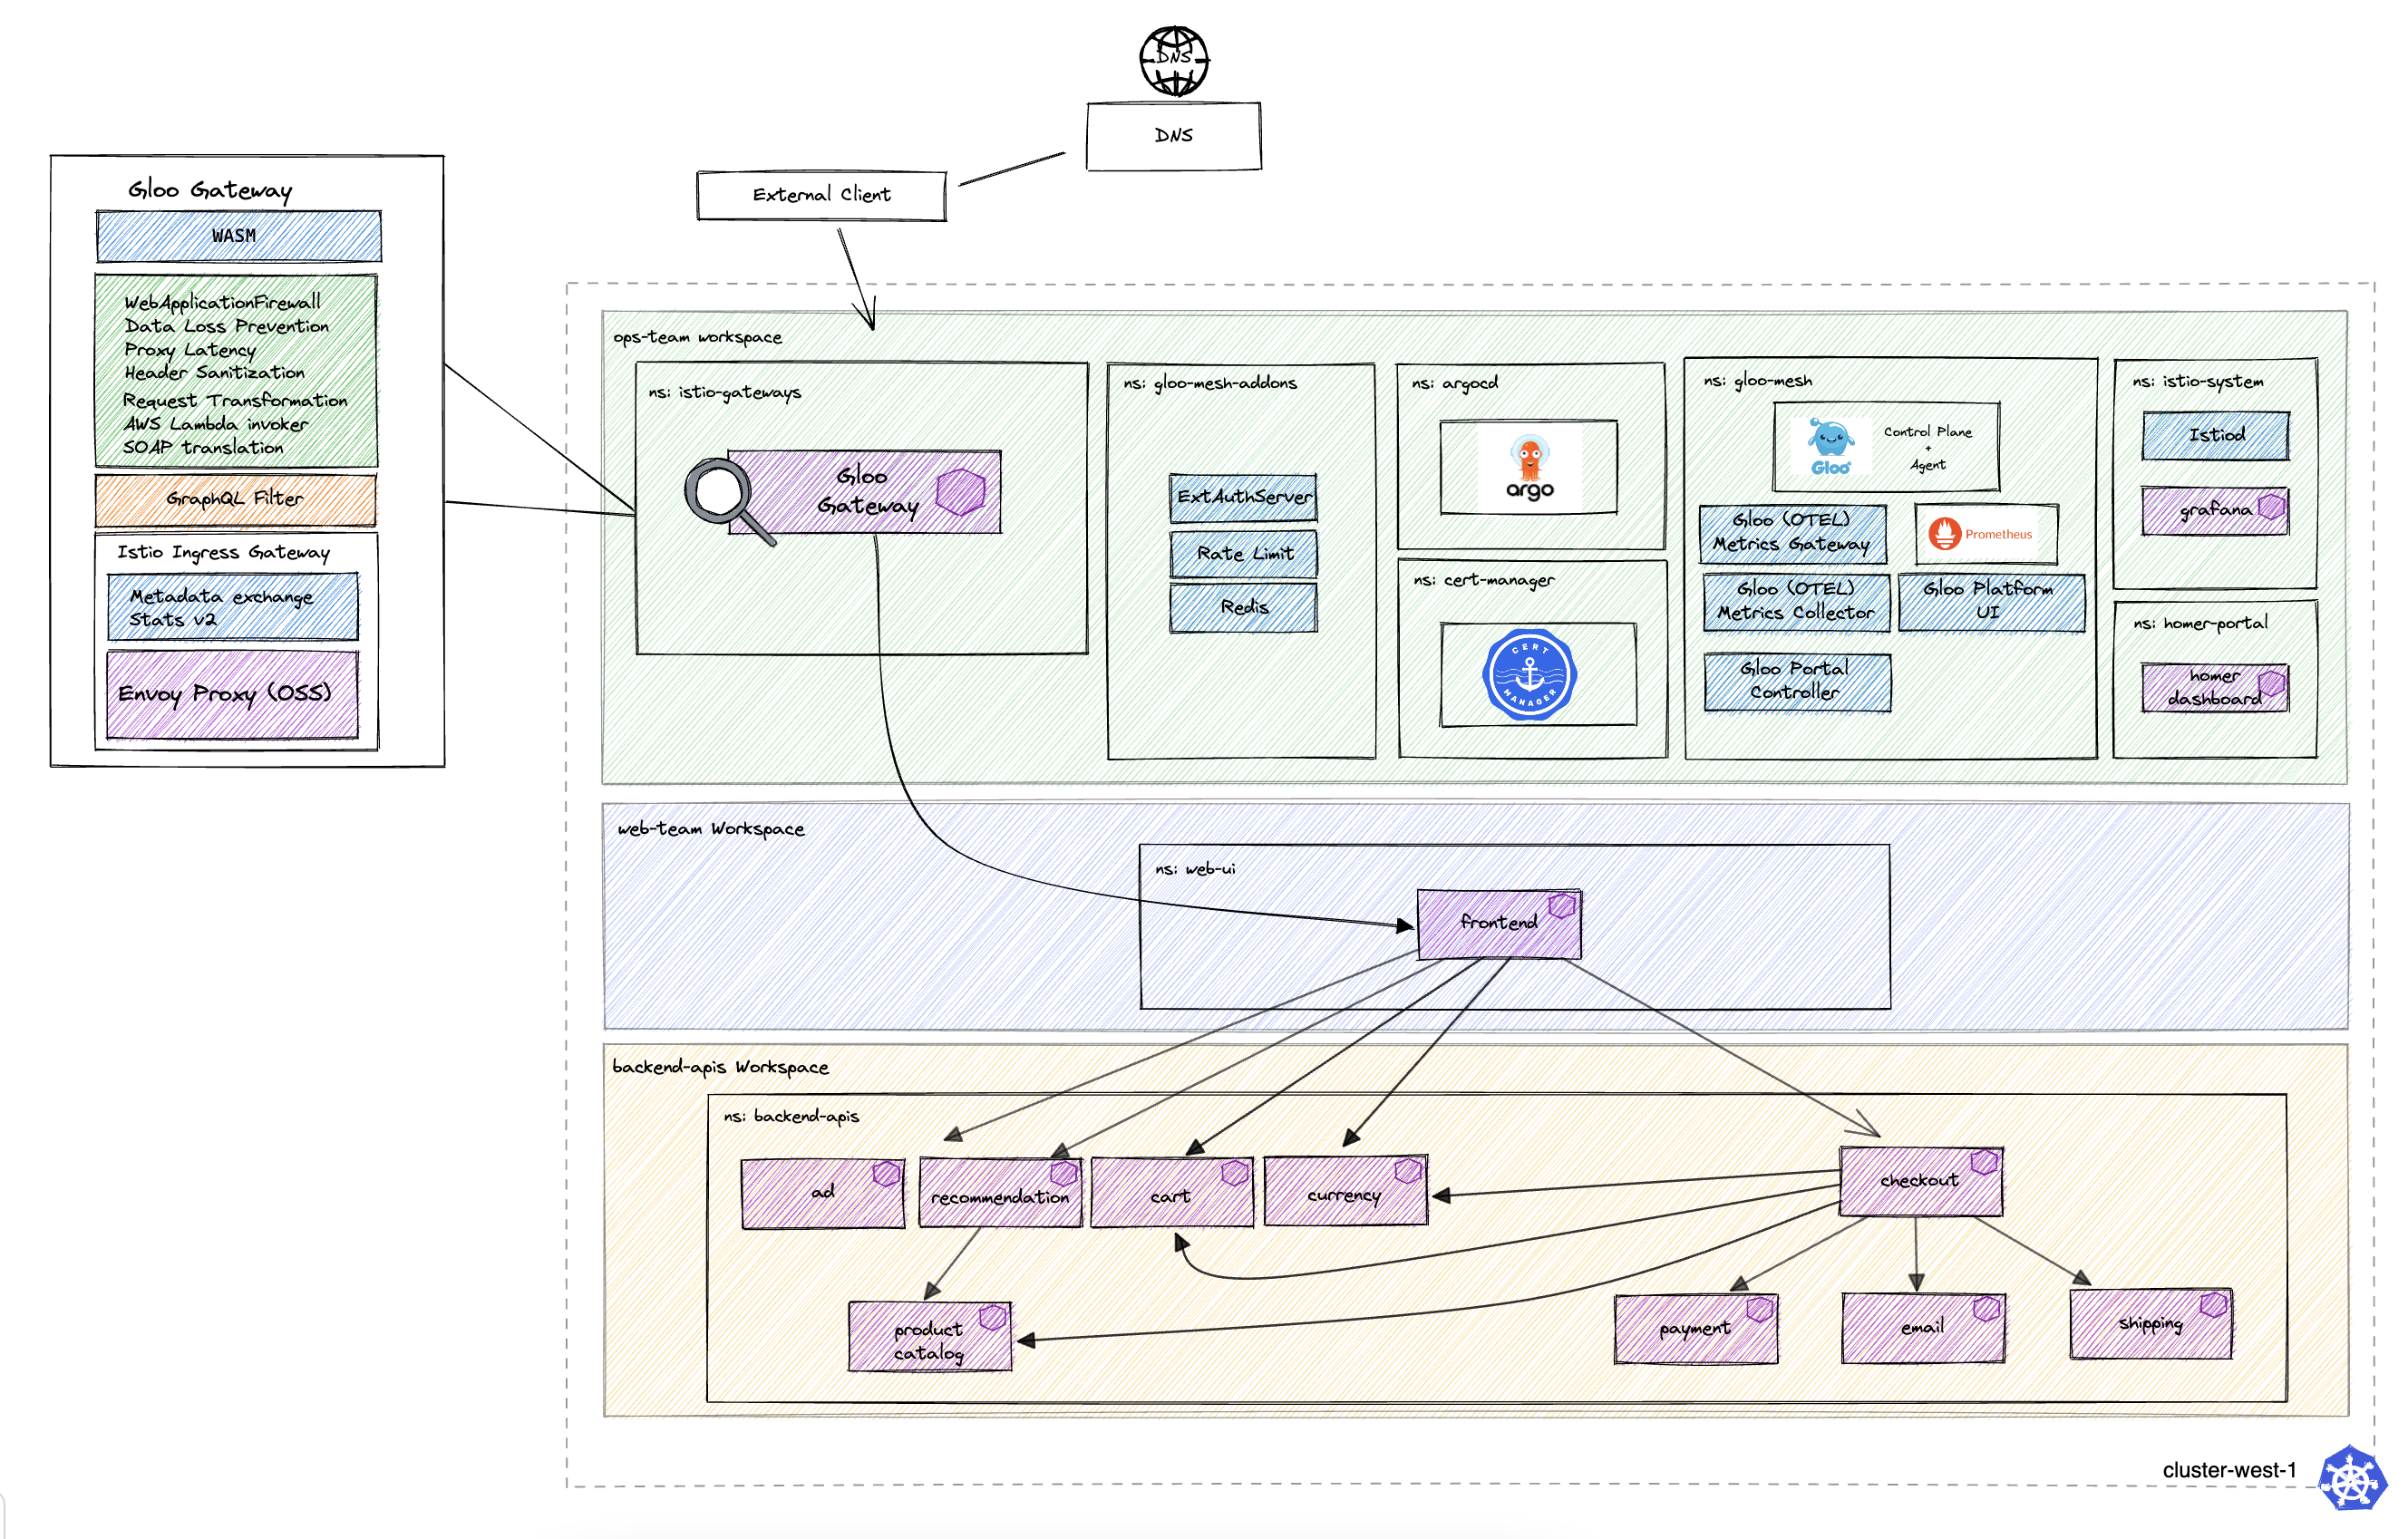 DNS
DNS
External Client
Gloo Gateway
WASM
WebApplicationFirewall
Data Loss Prevention
Proxy Latency
Header Sanitization
Request Transformation
AWS Lambda invoker
SOAP translation
GraphQL Filter
Istio Ingress Gateway
Metadata exchange
Stats v2
Envoy Proxy (OSS)
ops-team workspace
ns: istio-gateways
Gloo
Gateway
ns: gloo-mesh-addons
ExtAuthServer
Rate Limit
Redis
ns: argocd
argo
ns: cert-manager
CERT
MANAGER
ns: gloo-mesh
Gloo
Control Plane
+
Agent
Gloo (OTEL)
Metrics Gateway
Prometheus
Gloo (OTEL)
Metrics Collector
Gloo Platform
UI
Gloo Portal
Controller
ns: istio-system
Istiod
grafana
ns: homer-portal
homer
dashboard
web-team Workspace
ns: web-ui
frontend
backend-apis Workspace
ns: backend-apis
ad
recommendation
cart
currency
checkout
product
catalog
payment
email
shipping
cluster-west-1